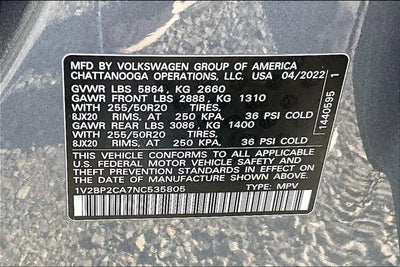 MFD BY VOLKSWAGEN GROUP OF AMERICA
CHATTANOOGA OPERATIONS, LLC. USA 04/2022
GVWR LBS 5864, KG 2660
GAWR FRONT LBS 2888, KG 1310
WITH 255/50R20 TIRES,
8JX20 RIMS, AT 250 KPA, 36 PSI COLD
GAWR REAR LBS 3086, KG 1400
WITH 255/50R20 TIRES,
8JX20 RIMS, AT 250 KPA, 36 PSI COLD
THIS VEHICLE CONFORMS TO ALL APPLICABLE
U.S. FEDERAL MOTOR VEHICLE SAFETY AND
THEFT PREVENTION STANDARDS IN EFFECT ON
THE DATE OF MANUFACTURE SHOWN ABOVE.
1V2BP2CA7NC535805 TYPE: MPV
1440595 1